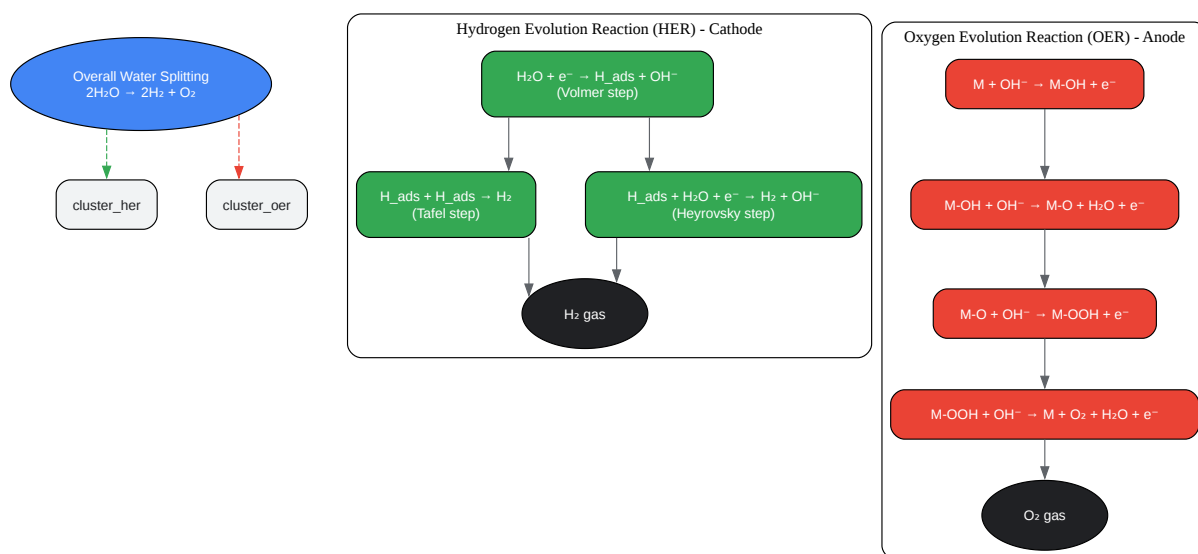 Overall Water Splitting
2H₂O → 2H₂ + O₂
cluster_her
cluster_oer
Hydrogen Evolution Reaction (HER) - Cathode
H₂O + e⁻ → H_ads + OH⁻
(Volmer step)
H_ads + H_ads → H₂
(Tafel step)
H_ads + H₂O + e⁻ → H₂ + OH⁻
(Heyrovsky step)
H₂ gas
Oxygen Evolution Reaction (OER) - Anode
M + OH⁻ → M-OH + e⁻
M-OH + OH⁻ → M-O + H₂O + e⁻
M-O + OH⁻ → M-OOH + e⁻
M-OOH + OH⁻ → M + O₂ + H₂O + e⁻
O₂ gas